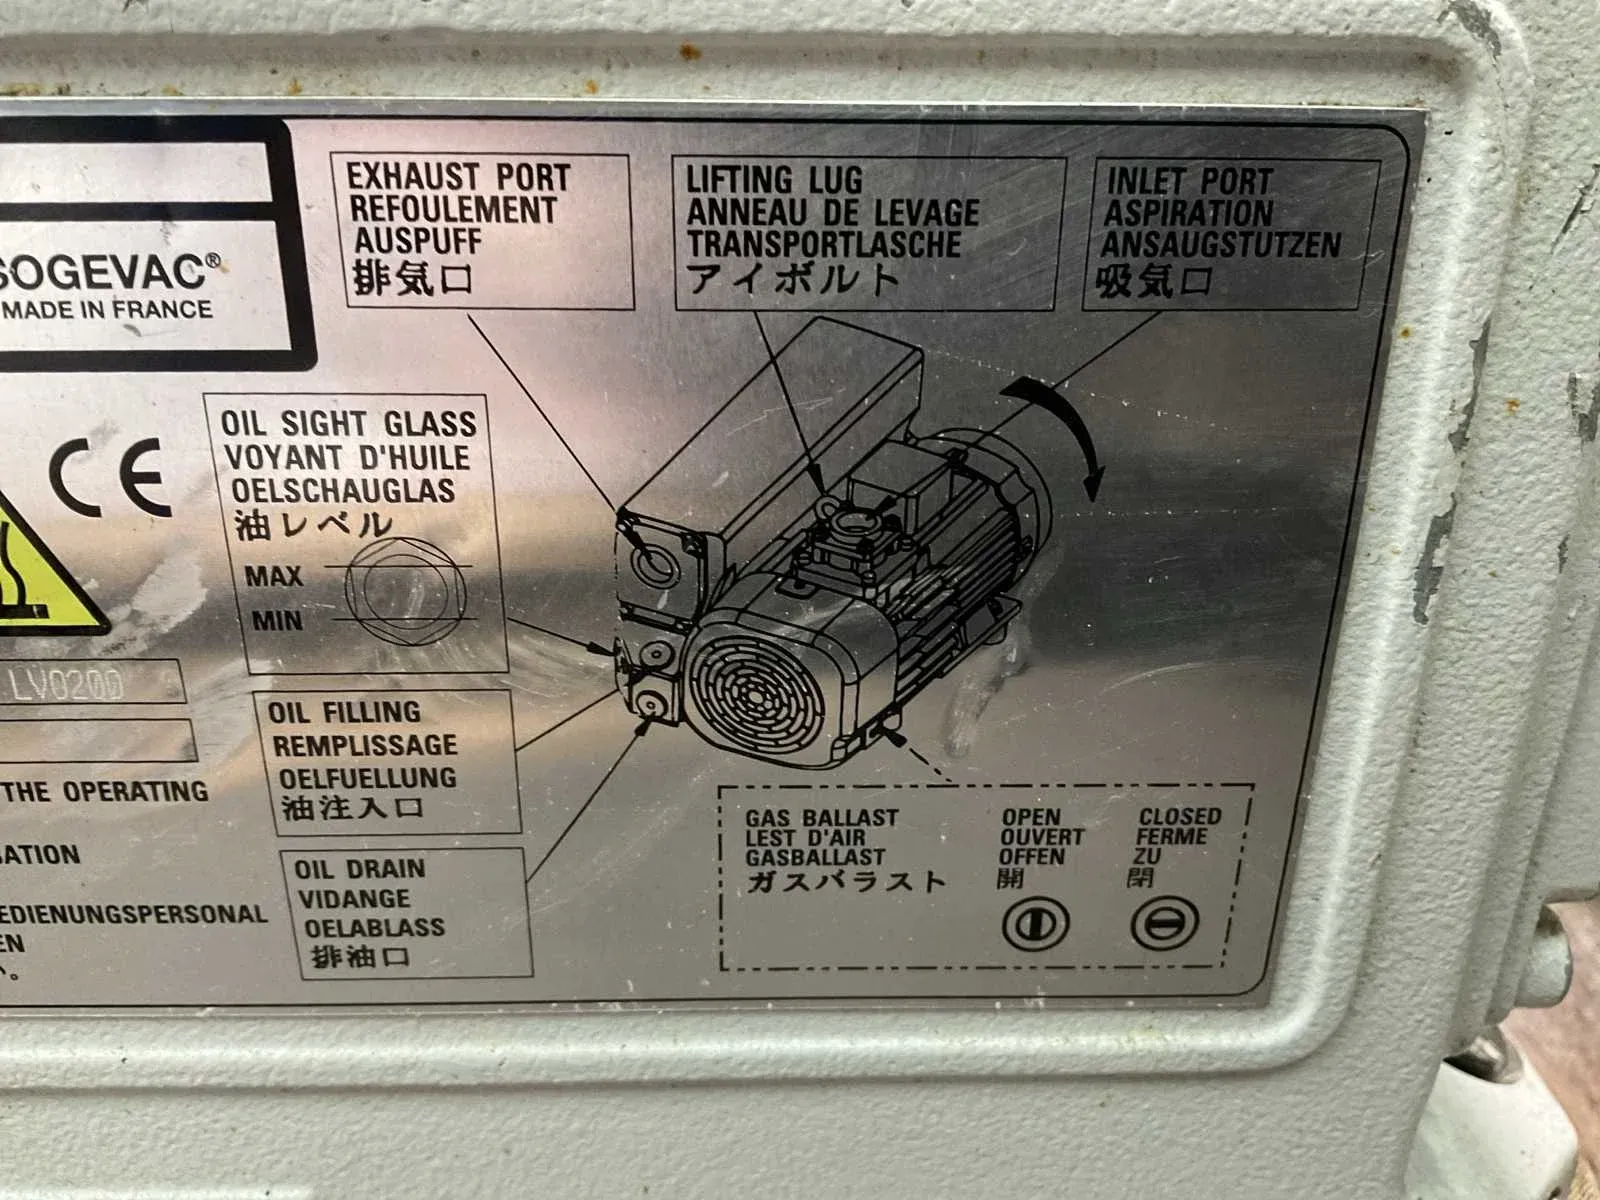 SOGEVAC®
MADE IN FRANCE
EXHAUST PORT
REFOULEMENT
AUSPUFF
排気口
LIFTING LUG
ANNEAU DE LEVAGE
TRANSPORTLASCHE
アイボルト
INLET PORT
ASPIRATION
ANSAUGSTUTZEN
吸気口
CE
OIL SIGHT GLASS
VOYANT D'HUILE
OELSCHAUGLAS
油レベル
MAX
MIN
LV0200
OIL FILLING
REMPLISSAGE
OELFUELLUNG
油注入口
THE OPERATING
SATION
EDIENUNGSPERSONAL
EN
OIL DRAIN
VIDANGE
OELABLASS
排油口
GAS BALLAST
LEST D'AIR
GASBALLAST
ガスバラスト
OPEN
OUVERT
OFFEN
開
CLOSED
FERME
ZU
閉